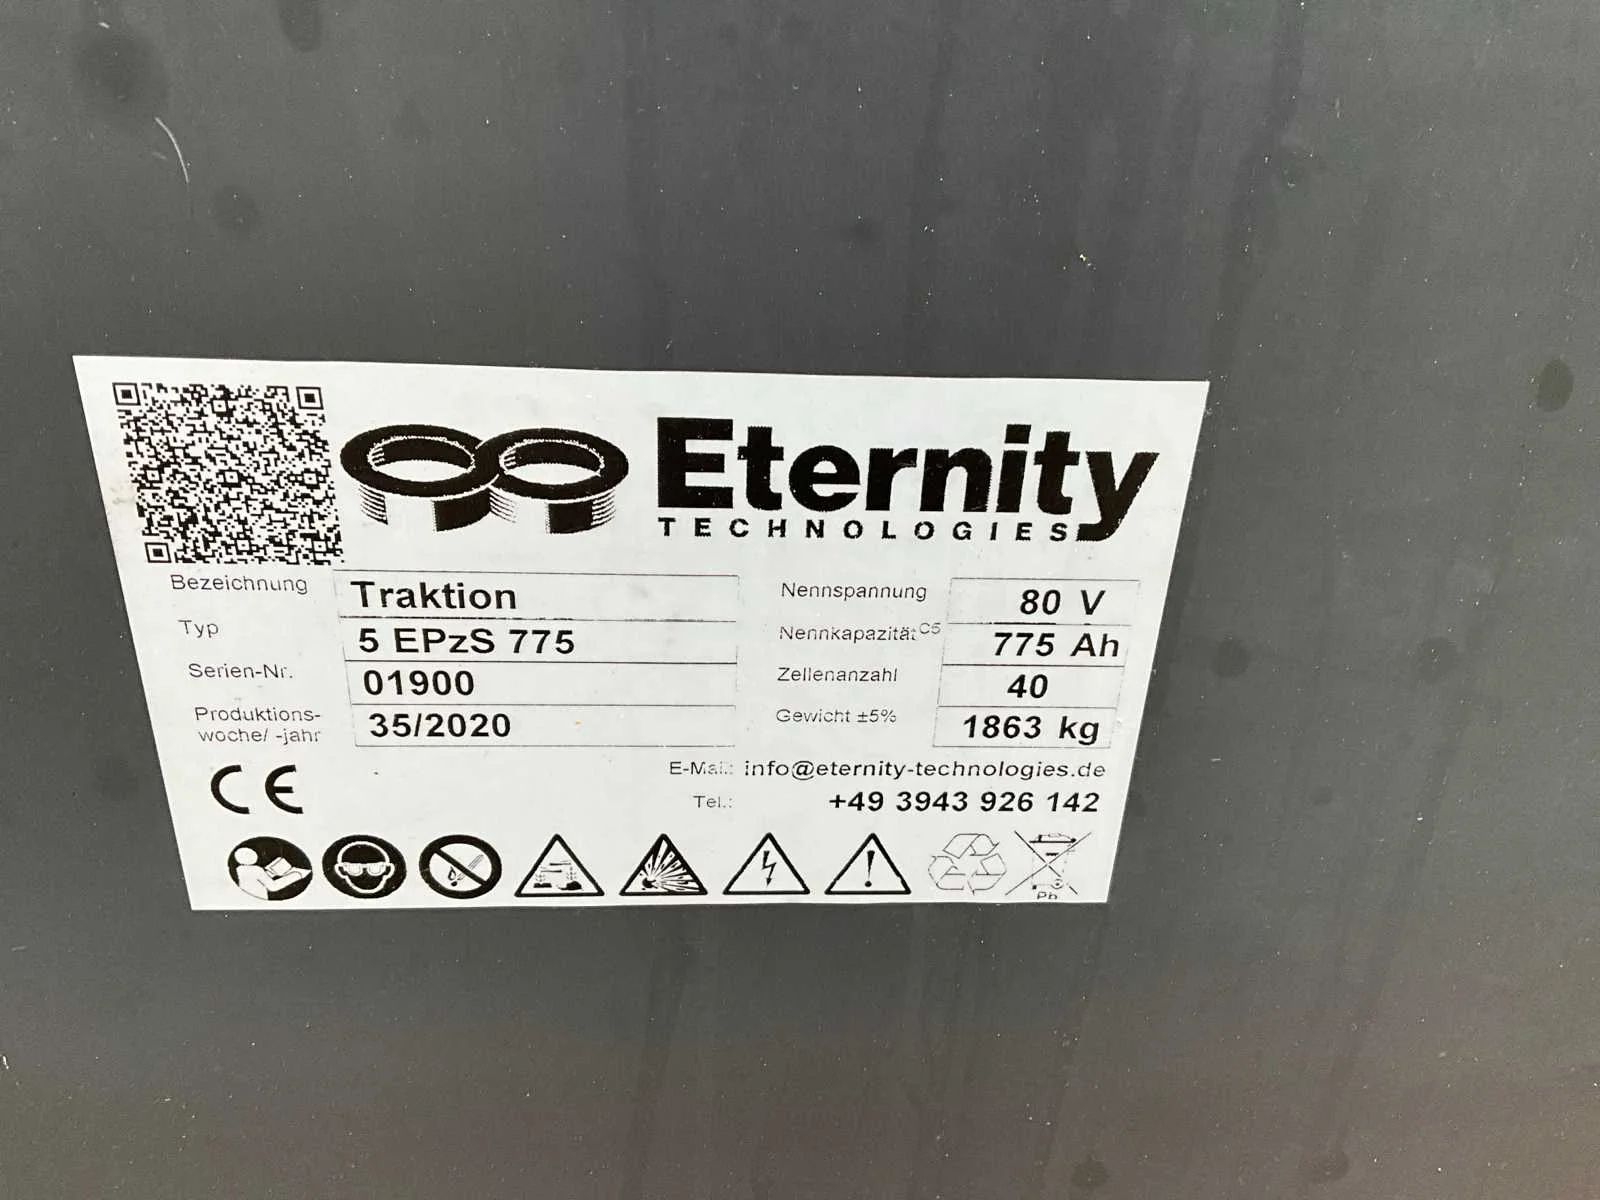 Eternity
TECHNOLOGIES
Bezeichnung Traktion
Typ 5 EPzS 775
Serien-Nr. 01900
Produktions-
woche/ -jahr 35/2020
Nennspannung 80 V
Nennkapazität C5 775 Ah
Zellenanzahl 40
Gewicht ±5% 1863 kg
CE
E-Mail: info@eternity-technologies.de
Tel.: +49 3943 926 142
Pb